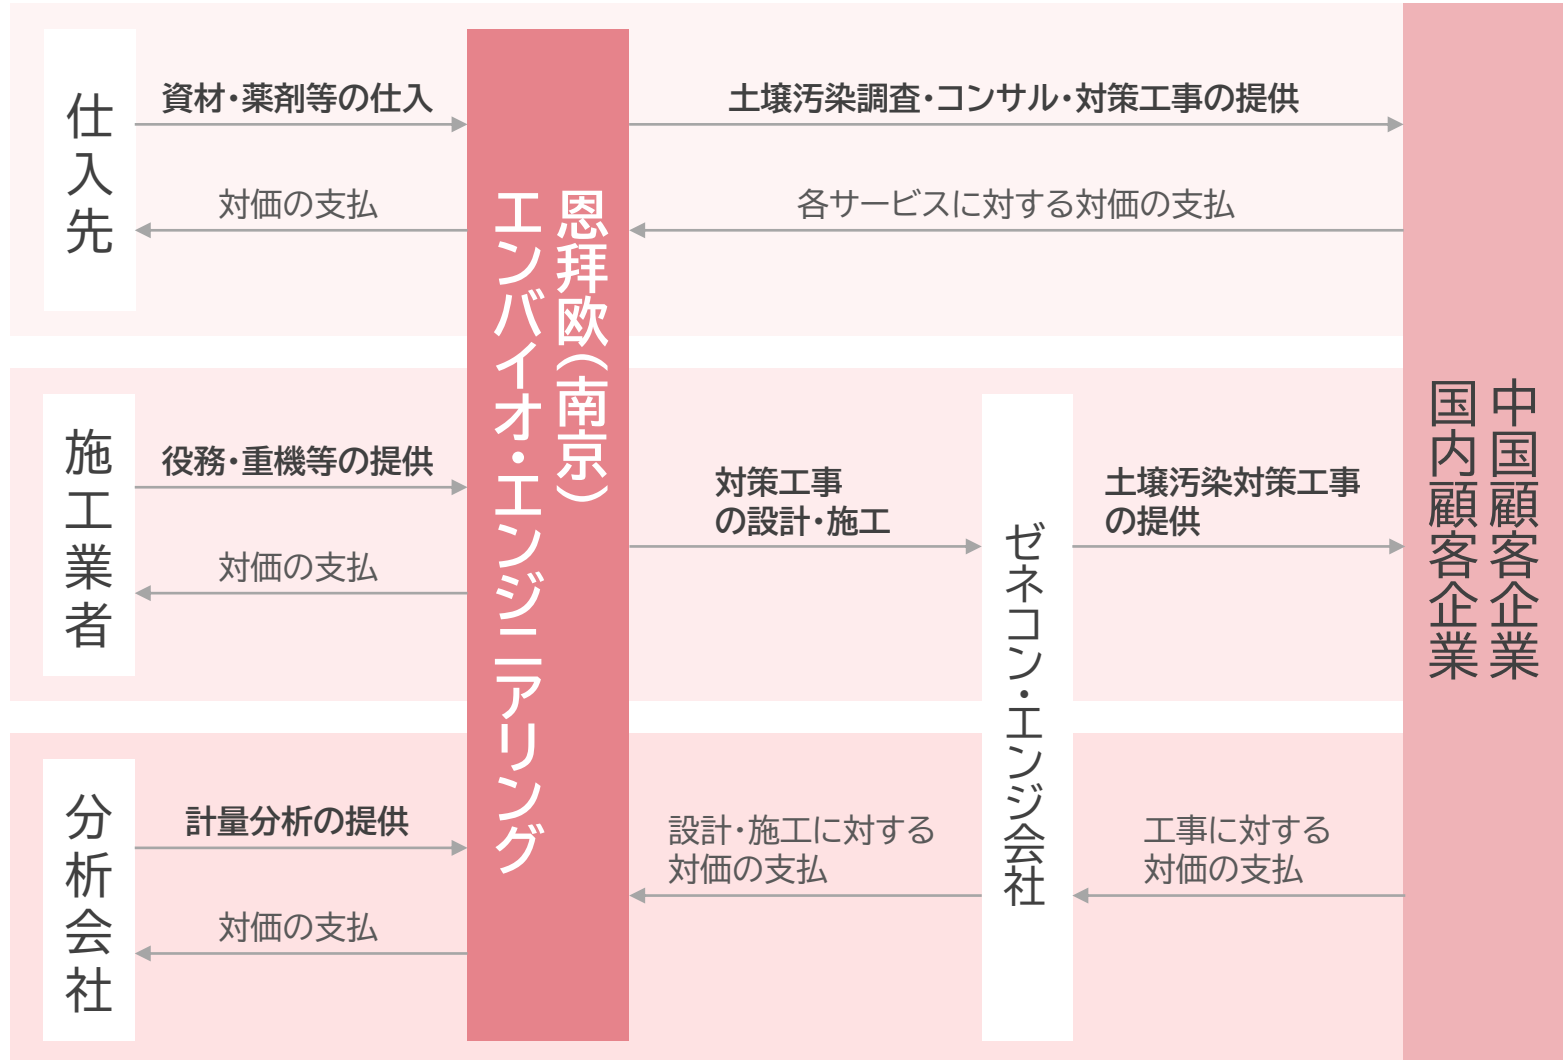 仕入先
資材・薬剤等の仕入
対価の支払
恩拝欧(南京)
エンバイオ・エンジニアリング
土壌汚染調査・コンサル・対策工事の提供
各サービスに対する対価の支払
中国顧客企業
国内顧客企業
施工業者
役務・重機等の提供
対価の支払
対策工事
の設計・施工
ゼネコン・エンジ会社
土壌汚染対策工事
の提供
分析会社
計量分析の提供
対価の支払
設計・施工に対する
対価の支払
工事に対する
対価の支払